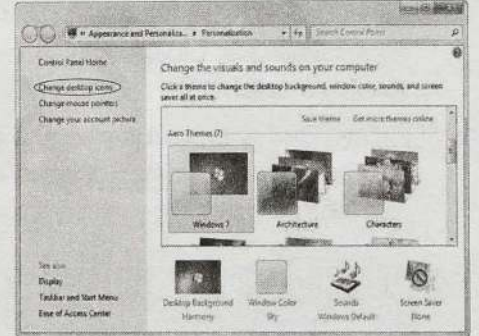 « Appearance and Personaliza... ▸ Personalization
Search Control Panel
Control Panel Home
Change desktop icons
Change mouse pointers
Change your account picture
See also
Display
Taskbar and Start Menu
Ease of Access Center
Change the visuals and sounds on your computer
Click a theme to change the desktop background, window color, sounds, and screen
saver all at once.
Save theme Get more themes online
Aero Themes (7)
Windows 7 Architecture Characters
Desktop Background Window Color Sounds Screen Saver
Harmony Sky Windows Default None